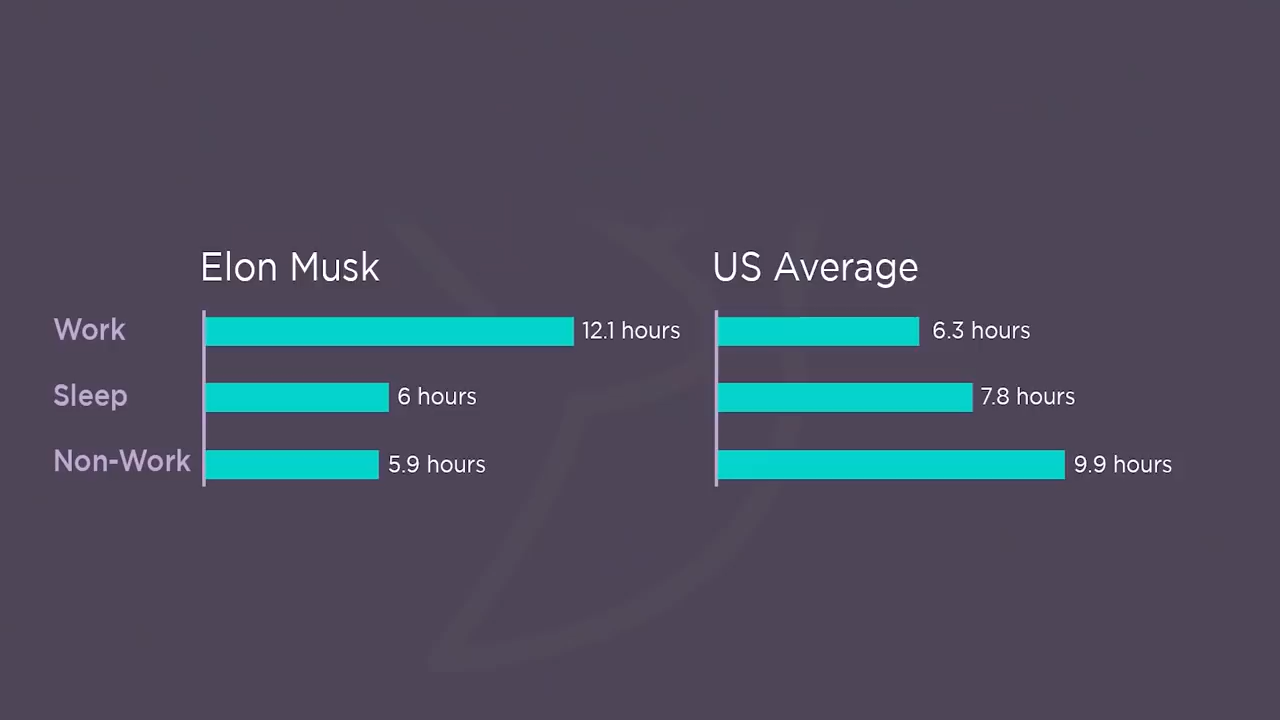 Elon Musk
US Average
Work
12.1 hours
6.3 hours
Sleep
6 hours
7.8 hours
Non-Work
5.9 hours
9.9 hours